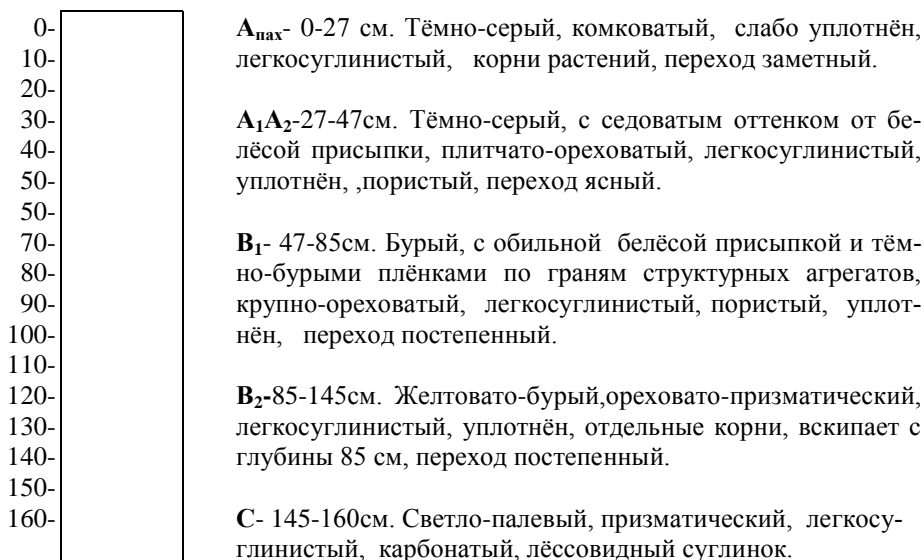 0-
10-
20-
30-
40-
50-
50-
70-
80-
90-
100-
110-
120-
130-
140-
150-
160-
Aпах- 0-27 см. Тёмно-серый, комковатый, слабо уплотнён,
легкосуглинистый, корни растений, переход заметный.
A₁A₂-27-47см. Тёмно-серый, с седоватым оттенком от бе-
лёсой присыпки, плитчато-ореховатый, легкосуглинистый,
уплотнён, ,пористый, переход ясный.
B₁- 47-85см. Бурый, с обильной белёсой присыпкой и тём-
но-бурыми плёнками по граням структурных агрегатов,
крупно-ореховатый, легкосуглинистый, пористый, уплот-
нён, переход постепенный.
B₂-85-145см. Желтовато-бурый,ореховато-призматический,
легкосуглинистый, уплотнён, отдельные корни, вскипает с
глубины 85 см, переход постепенный.
C- 145-160см. Светло-палевый, призматический, легкосу-
глинистый, карбонатый, лёссовидный суглинок.